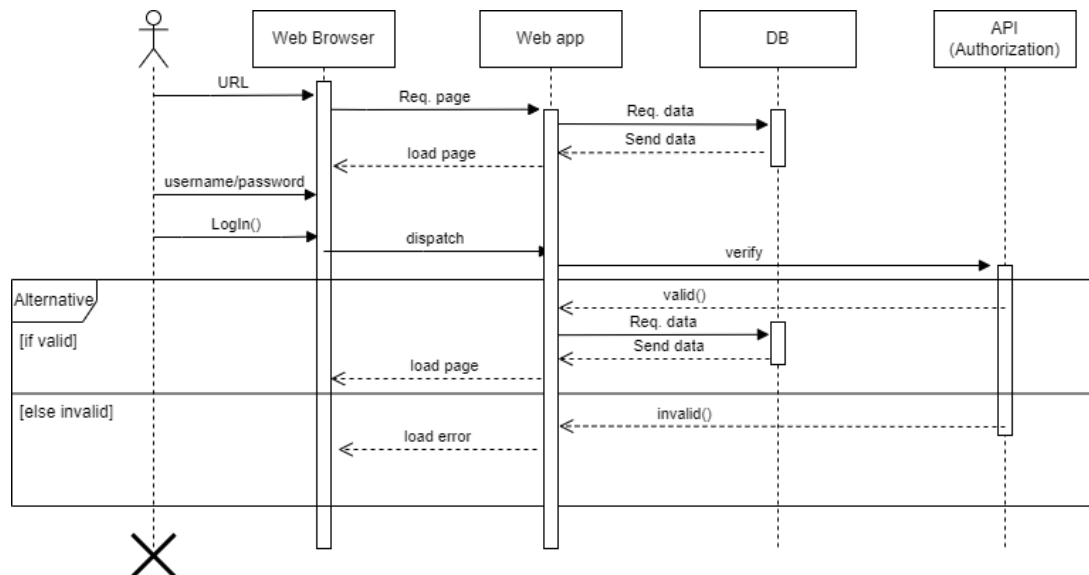 Web Browser
Web app
DB
API
(Authorization)
URL
Req. page
Req. data
Send data
load page
username/password
LogIn()
dispatch
verify
Alternative
valid()
[if valid]
Req. data
Send data
load page
[else invalid]
invalid()
load error